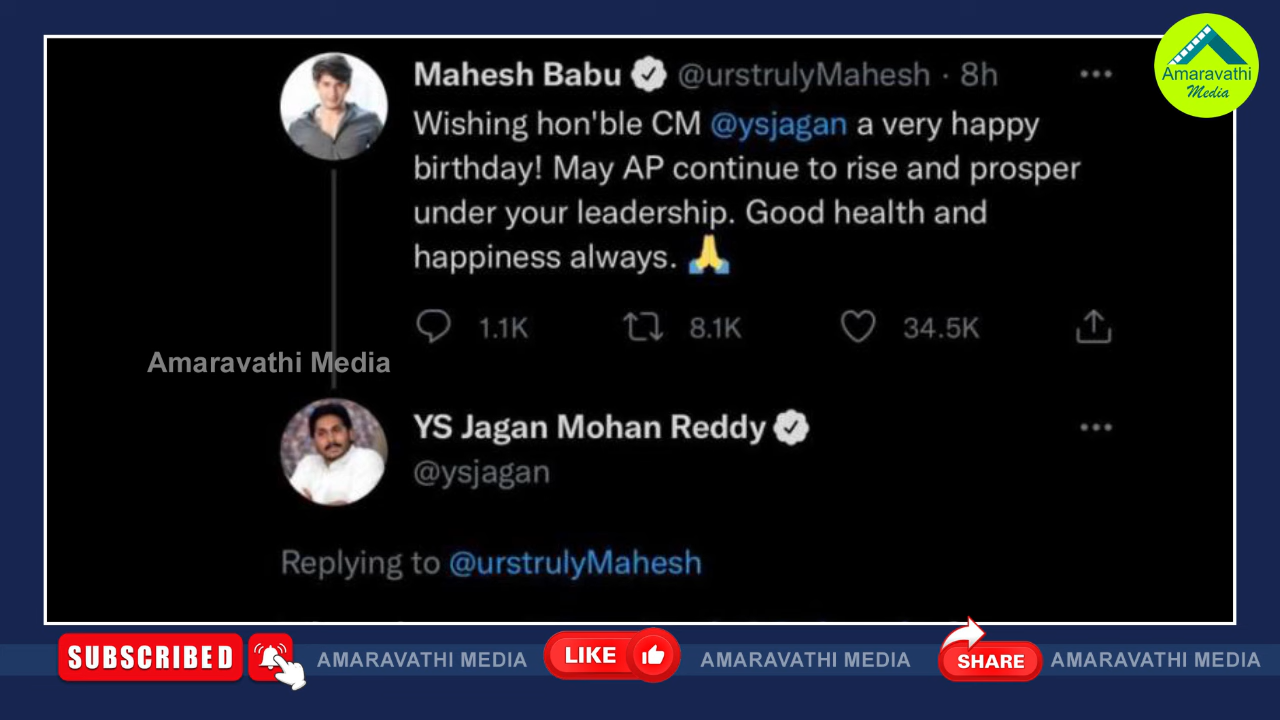 Mahesh Babu @urstrulyMahesh · 8h
Wishing hon'ble CM @ysjagan a very happy
birthday! May AP continue to rise and prosper
under your leadership. Good health and
happiness always. 🙏
1.1K 8.1K 34.5K
Amaravathi Media
YS Jagan Mohan Reddy
@ysjagan
Replying to @urstrulyMahesh
Amaravathi
Media
SUBSCRIBED AMARAVATHI MEDIA LIKE AMARAVATHI MEDIA SHARE AMARAVATHI MEDIA